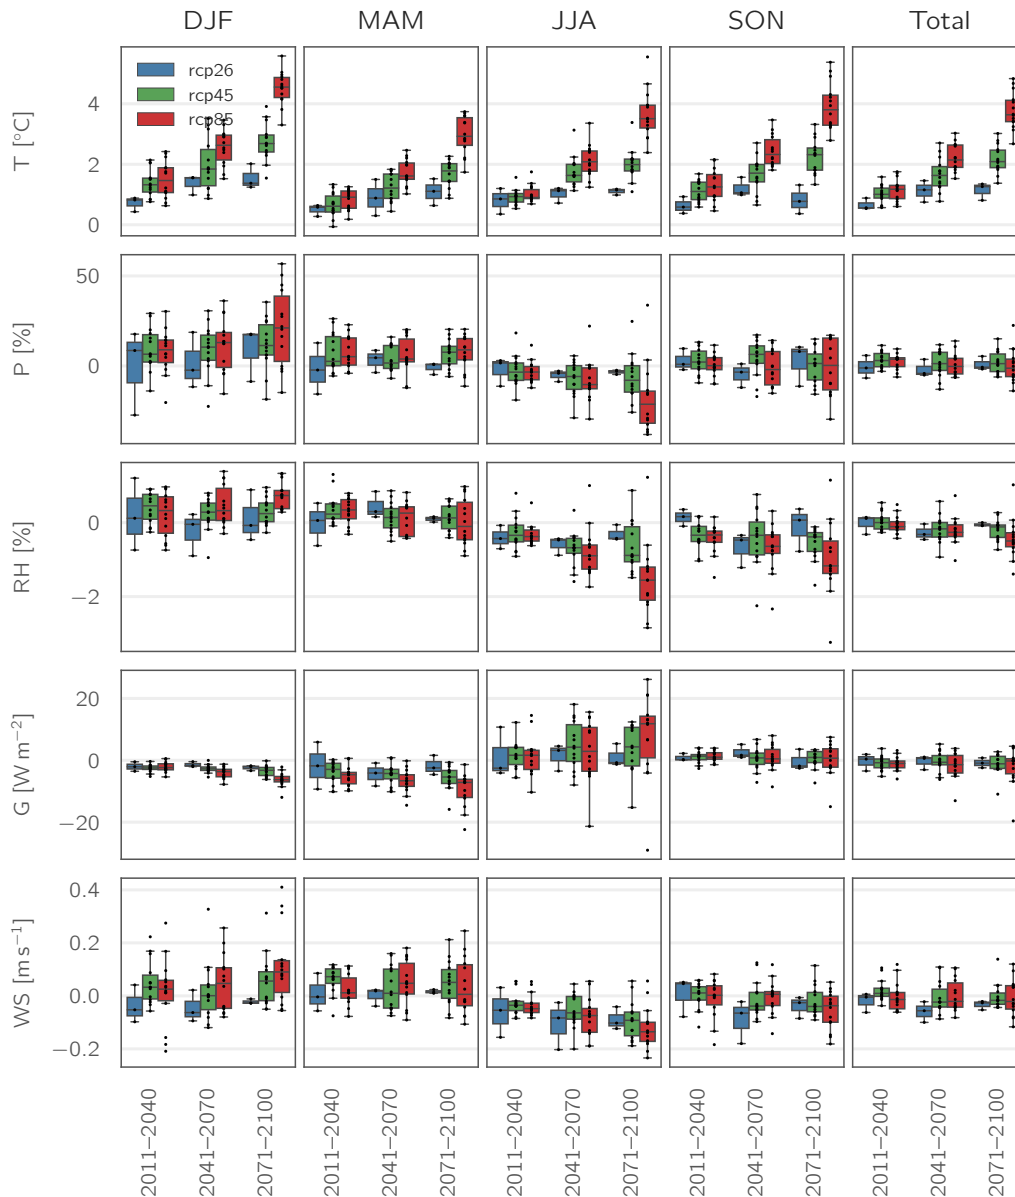 DJF MAM JJA SON Total
rcp26
rcp45
rcp85
T [°C]
4
2
0
P [%]
50
0
RH [%]
0
−2
G [W m−2]
20
0
−20
WS [m s−1]
0.4
0.2
0.0
−0.2
2011−2040 2041−2070 2071−2100 2011−2040 2041−2070 2071−2100 2011−2040 2041−2070 2071−2100 2011−2040 2041−2070 2071−2100 2011−2040 2041−2070 2071−2100